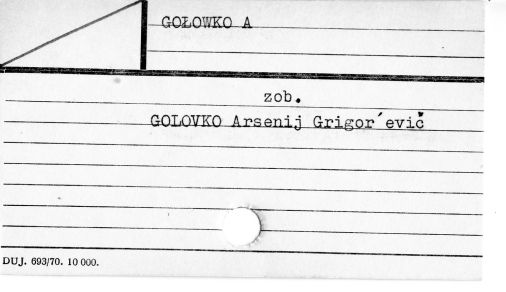 GOŁOWKO A
zob.
GOLOVKO Arsenij Grigor´evič
DUJ. 693/70. 10 000.